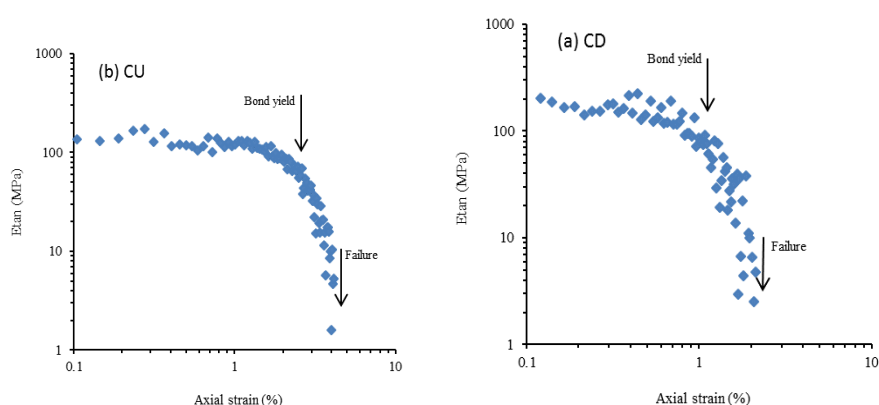 (b) CU
Bond yield
Failure
Etan (MPa)
1000
100
10
1
0.1
1
10
Axial strain (%)
(a) CD
Bond yield
Failure
Etan (MPa)
1000
100
10
1
0.1
1
10
Axial strain (%)